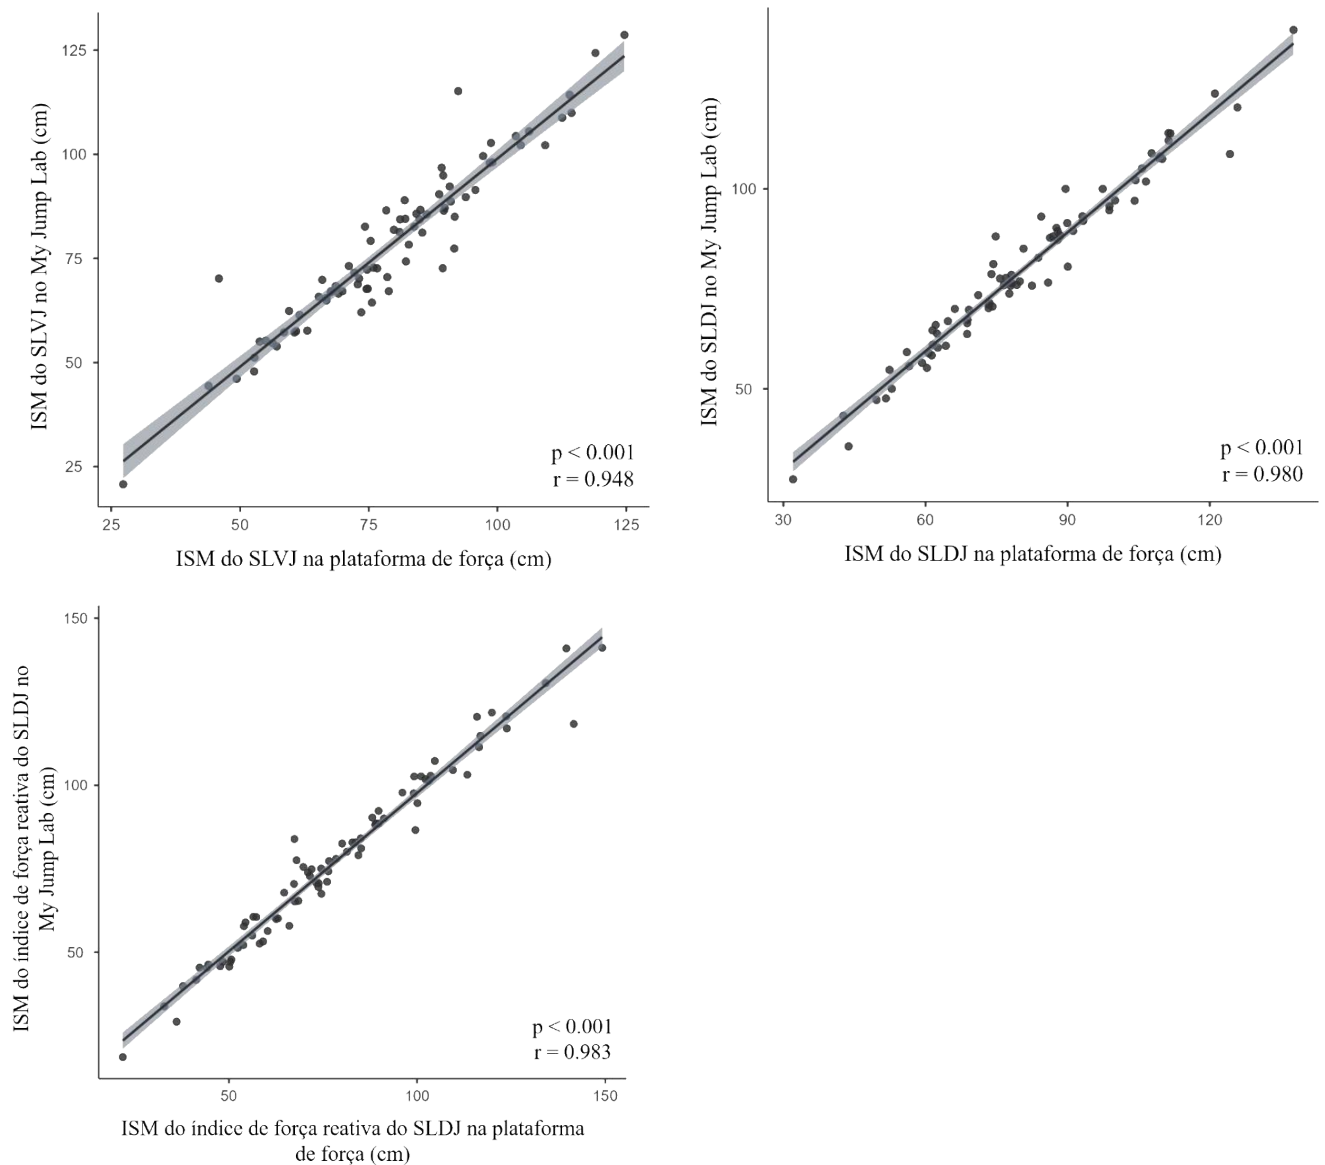 ISM do SLVJ no My Jump Lab (cm)
125
100
75
50
25
p < 0.001
r = 0.948
25 50 75 100 125
ISM do SLVJ na plataforma de força (cm)
ISM do SLDJ no My Jump Lab (cm)
100
50
p < 0.001
r = 0.980
30 60 90 120
ISM do SLDJ na plataforma de força (cm)
ISM do índice de força reativa do SLDJ no
My Jump Lab (cm)
150
100
50
p < 0.001
r = 0.983
50 100 150
ISM do índice de força reativa do SLDJ na plataforma
de força (cm)